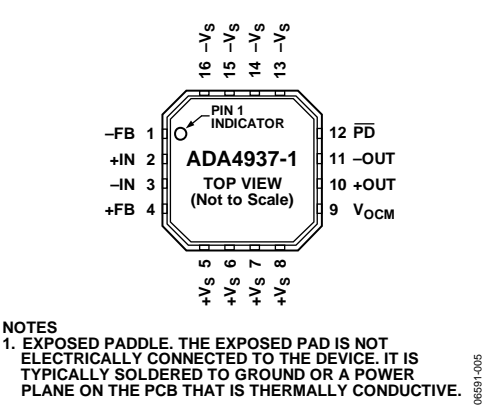 16 –VS
15 –VS
14 –VS
13 –VS
PIN 1
INDICATOR
–FB 1
+IN 2
–IN 3
+FB 4
ADA4937-1
TOP VIEW
(Not to Scale)
12 P̅D̅
11 –OUT
10 +OUT
9 VOCM
+VS 5
+VS 6
+VS 7
+VS 8
NOTES
1. EXPOSED PADDLE. THE EXPOSED PAD IS NOT
ELECTRICALLY CONNECTED TO THE DEVICE. IT IS
TYPICALLY SOLDERED TO GROUND OR A POWER
PLANE ON THE PCB THAT IS THERMALLY CONDUCTIVE.
06591-005